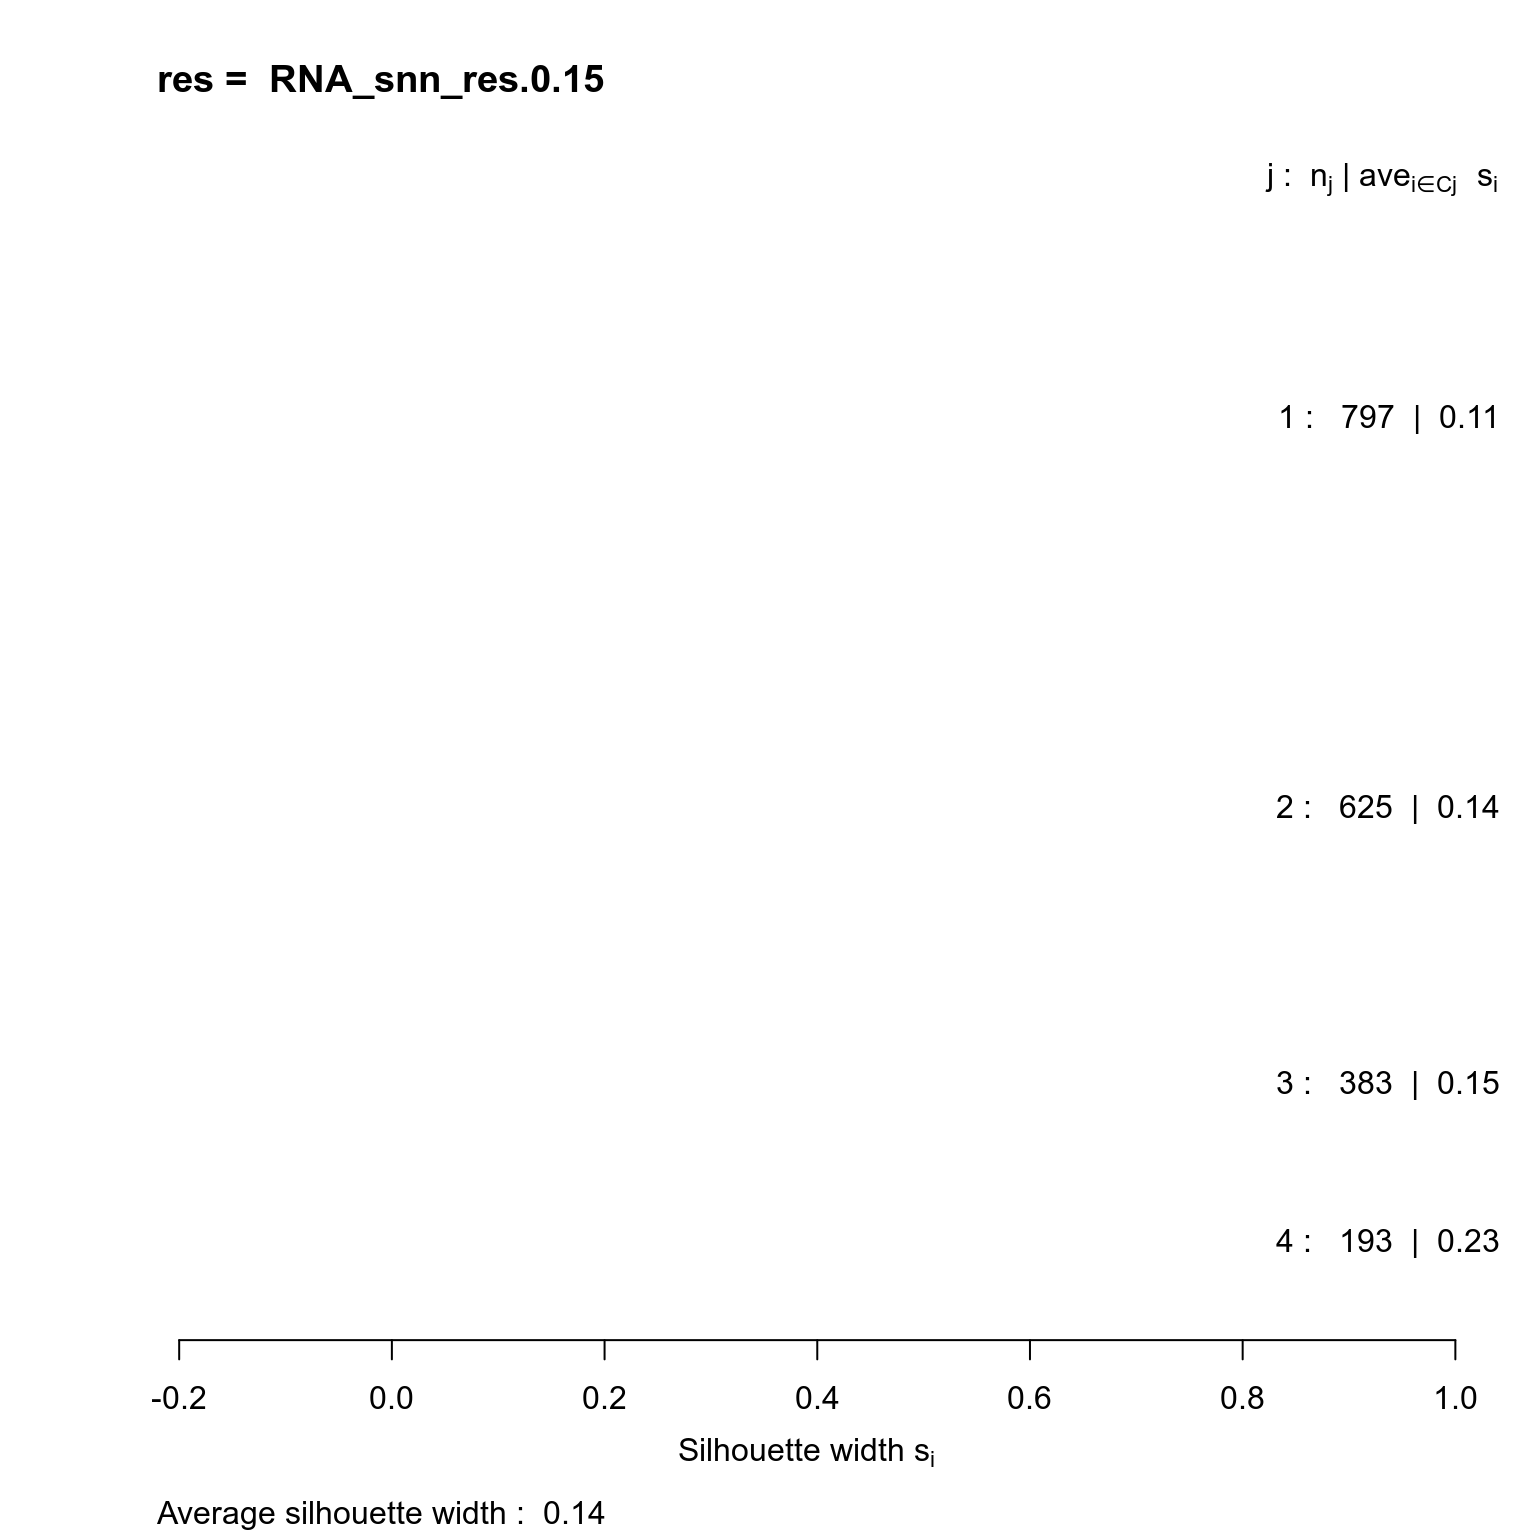 res =  RNA_snn_res.0.15
j :  nj | avei∈Cj  si
1 :   797  |  0.11
2 :   625  |  0.14
3 :   383  |  0.15
4 :   193  |  0.23
-0.2 0.0 0.2 0.4 0.6 0.8 1.0
Silhouette width si
Average silhouette width :  0.14